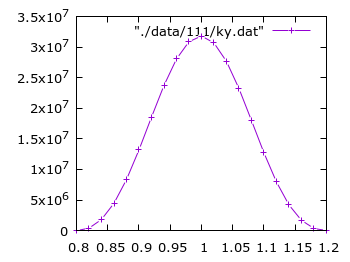 3.5x10^7
"./data/111/ky.dat"
3x10^7
2.5x10^7
2x10^7
1.5x10^7
1x10^7
5x10^6
0
0.8 0.85 0.9 0.95 1 1.05 1.1 1.15 1.2